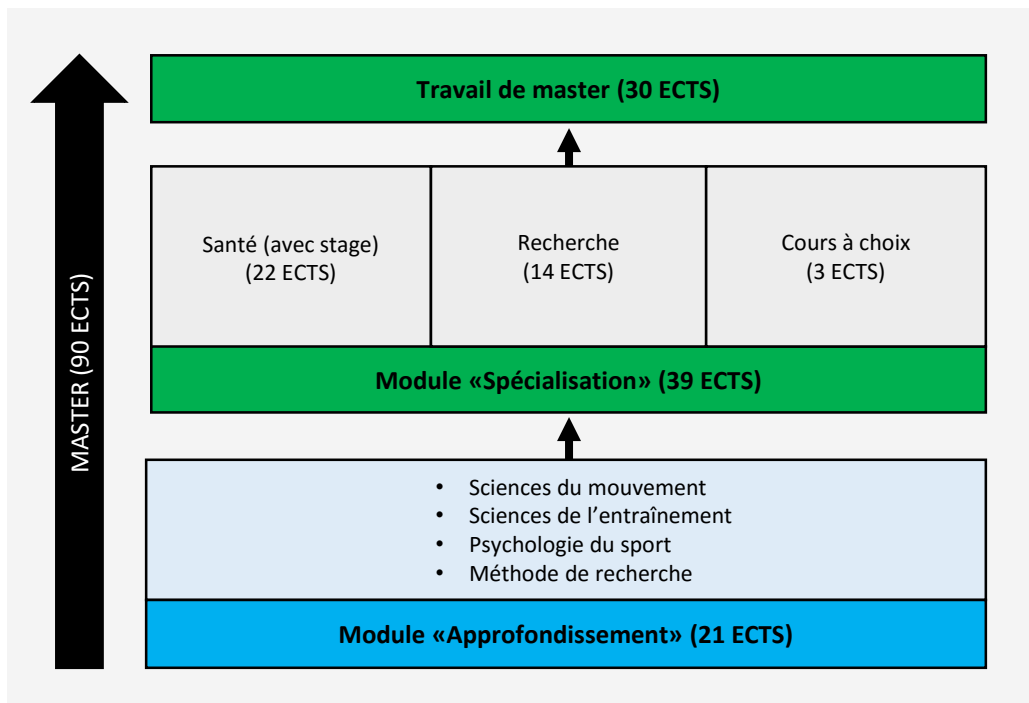 Travail de master (30 ECTS)
Santé (avec stage)
(22 ECTS)
Recherche
(14 ECTS)
Cours à choix
(3 ECTS)
Module «Spécialisation» (39 ECTS)
• Sciences du mouvement
• Sciences de l’entraînement
• Psychologie du sport
• Méthode de recherche
Module «Approfondissement» (21 ECTS)
MASTER (90 ECTS)